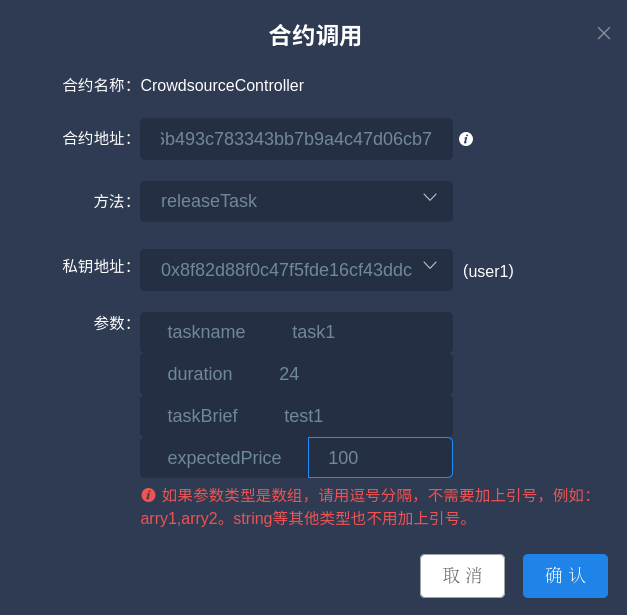 合约调用
合约名称： CrowdsourceController
合约地址： 6b493c783343bb7b9a4c47d06cb7
方法： releaseTask
私钥地址： 0x8f82d88f0c47f5fde16cf43ddc (user1)
参数： taskname task1
duration 24
taskBrief test1
expectedPrice 100
如果参数类型是数组，请用逗号分隔，不需要加上引号，例如：
arry1,arry2。string等其他类型也不用加上引号。
取 消 确 认